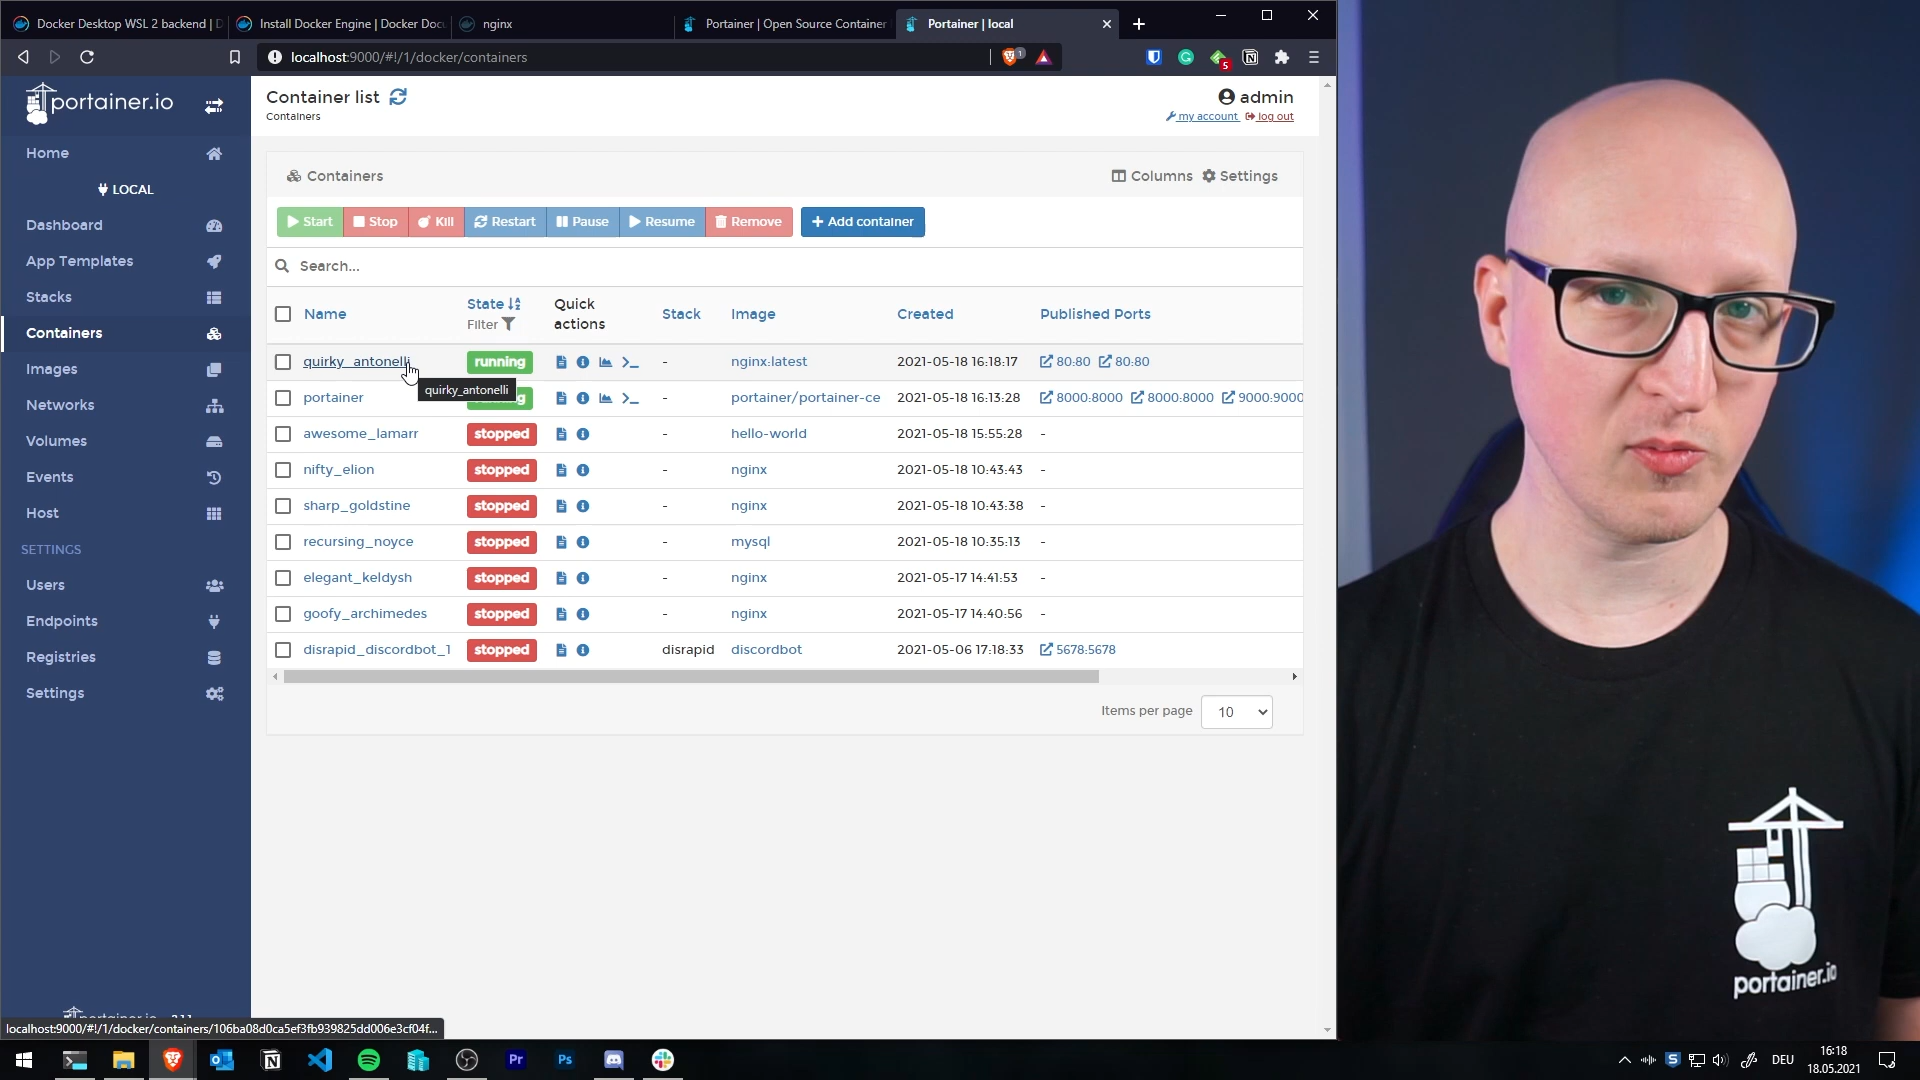 Docker Desktop WSL 2 backend | D
Install Docker Engine | Docker Docu
nginx
Portainer | Open Source Container
Portainer | local
localhost:9000/#!/1/docker/containers
1
5
portainer.io
Home
LOCAL
Dashboard
App Templates
Stacks
Containers
Images
Networks
Volumes
Events
Host
SETTINGS
Users
Endpoints
Registries
Settings
Container list
Containers
admin
my account log out
Containers
Columns Settings
Start Stop Kill Restart Pause Resume Remove + Add container
Search...
Name State Filter Quick actions Stack Image Created Published Ports
quirky_antonelli running - nginx:latest 2021-05-18 16:18:17 80:80 80:80
quirky_antonelli
portainer - portainer/portainer-ce 2021-05-18 16:13:28 8000:8000 8000:8000 9000:9000
awesome_lamarr stopped - hello-world 2021-05-18 15:55:28 -
nifty_elion stopped - nginx 2021-05-18 10:43:43 -
sharp_goldstine stopped - nginx 2021-05-18 10:43:38 -
recursing_noyce stopped - mysql 2021-05-18 10:35:13 -
elegant_keldysh stopped - nginx 2021-05-17 14:41:53 -
goofy_archimedes stopped - nginx 2021-05-17 14:40:56 -
disrapid_discordbot_1 stopped disrapid discordbot 2021-05-06 17:18:33 5678:5678
Items per page 10
localhost:9000/#!/1/docker/containers/106ba08d0ca5ef3fb939825dd006e3cf04f...
portainer.io
Pr
Ps
DEU
16:18
18.05.2021